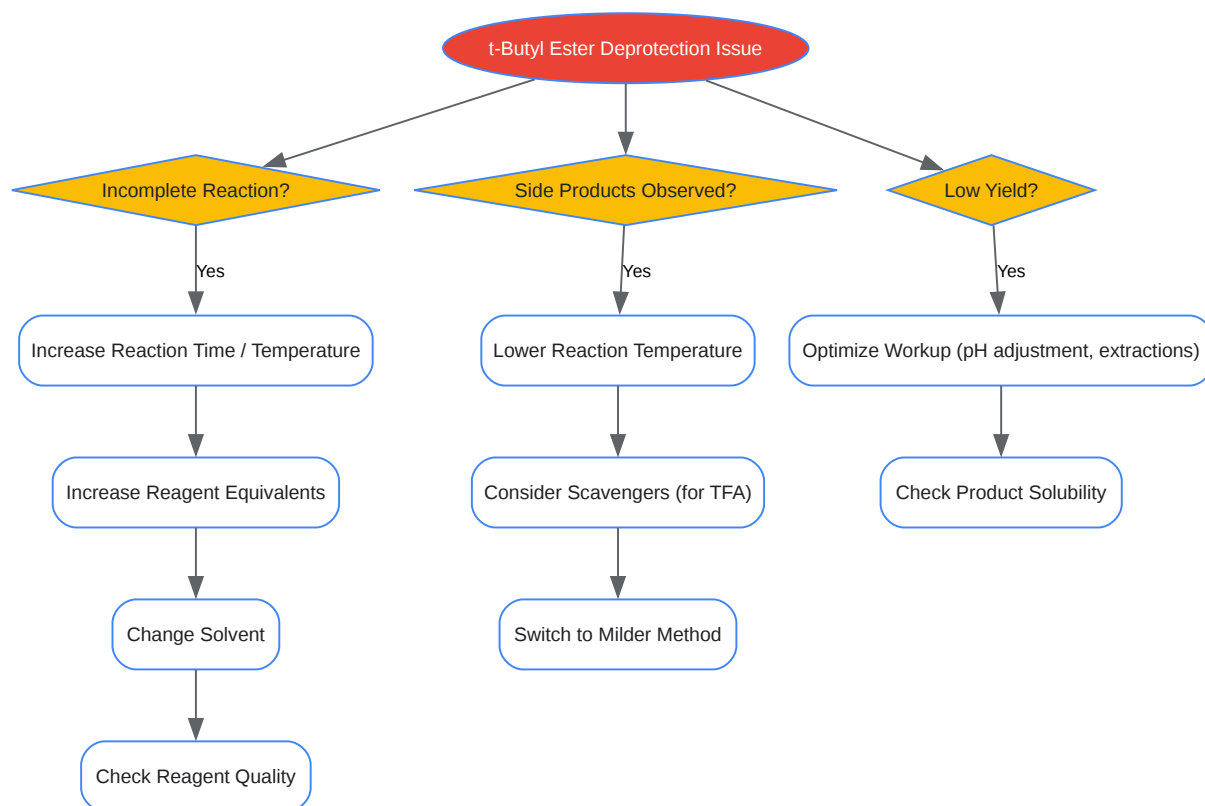 t-Butyl Ester Deprotection Issue
Incomplete Reaction?
Side Products Observed?
Low Yield?
Yes
Yes
Yes
Increase Reaction Time / Temperature
Lower Reaction Temperature
Optimize Workup (pH adjustment, extractions)
Increase Reagent Equivalents
Consider Scavengers (for TFA)
Check Product Solubility
Change Solvent
Switch to Milder Method
Check Reagent Quality